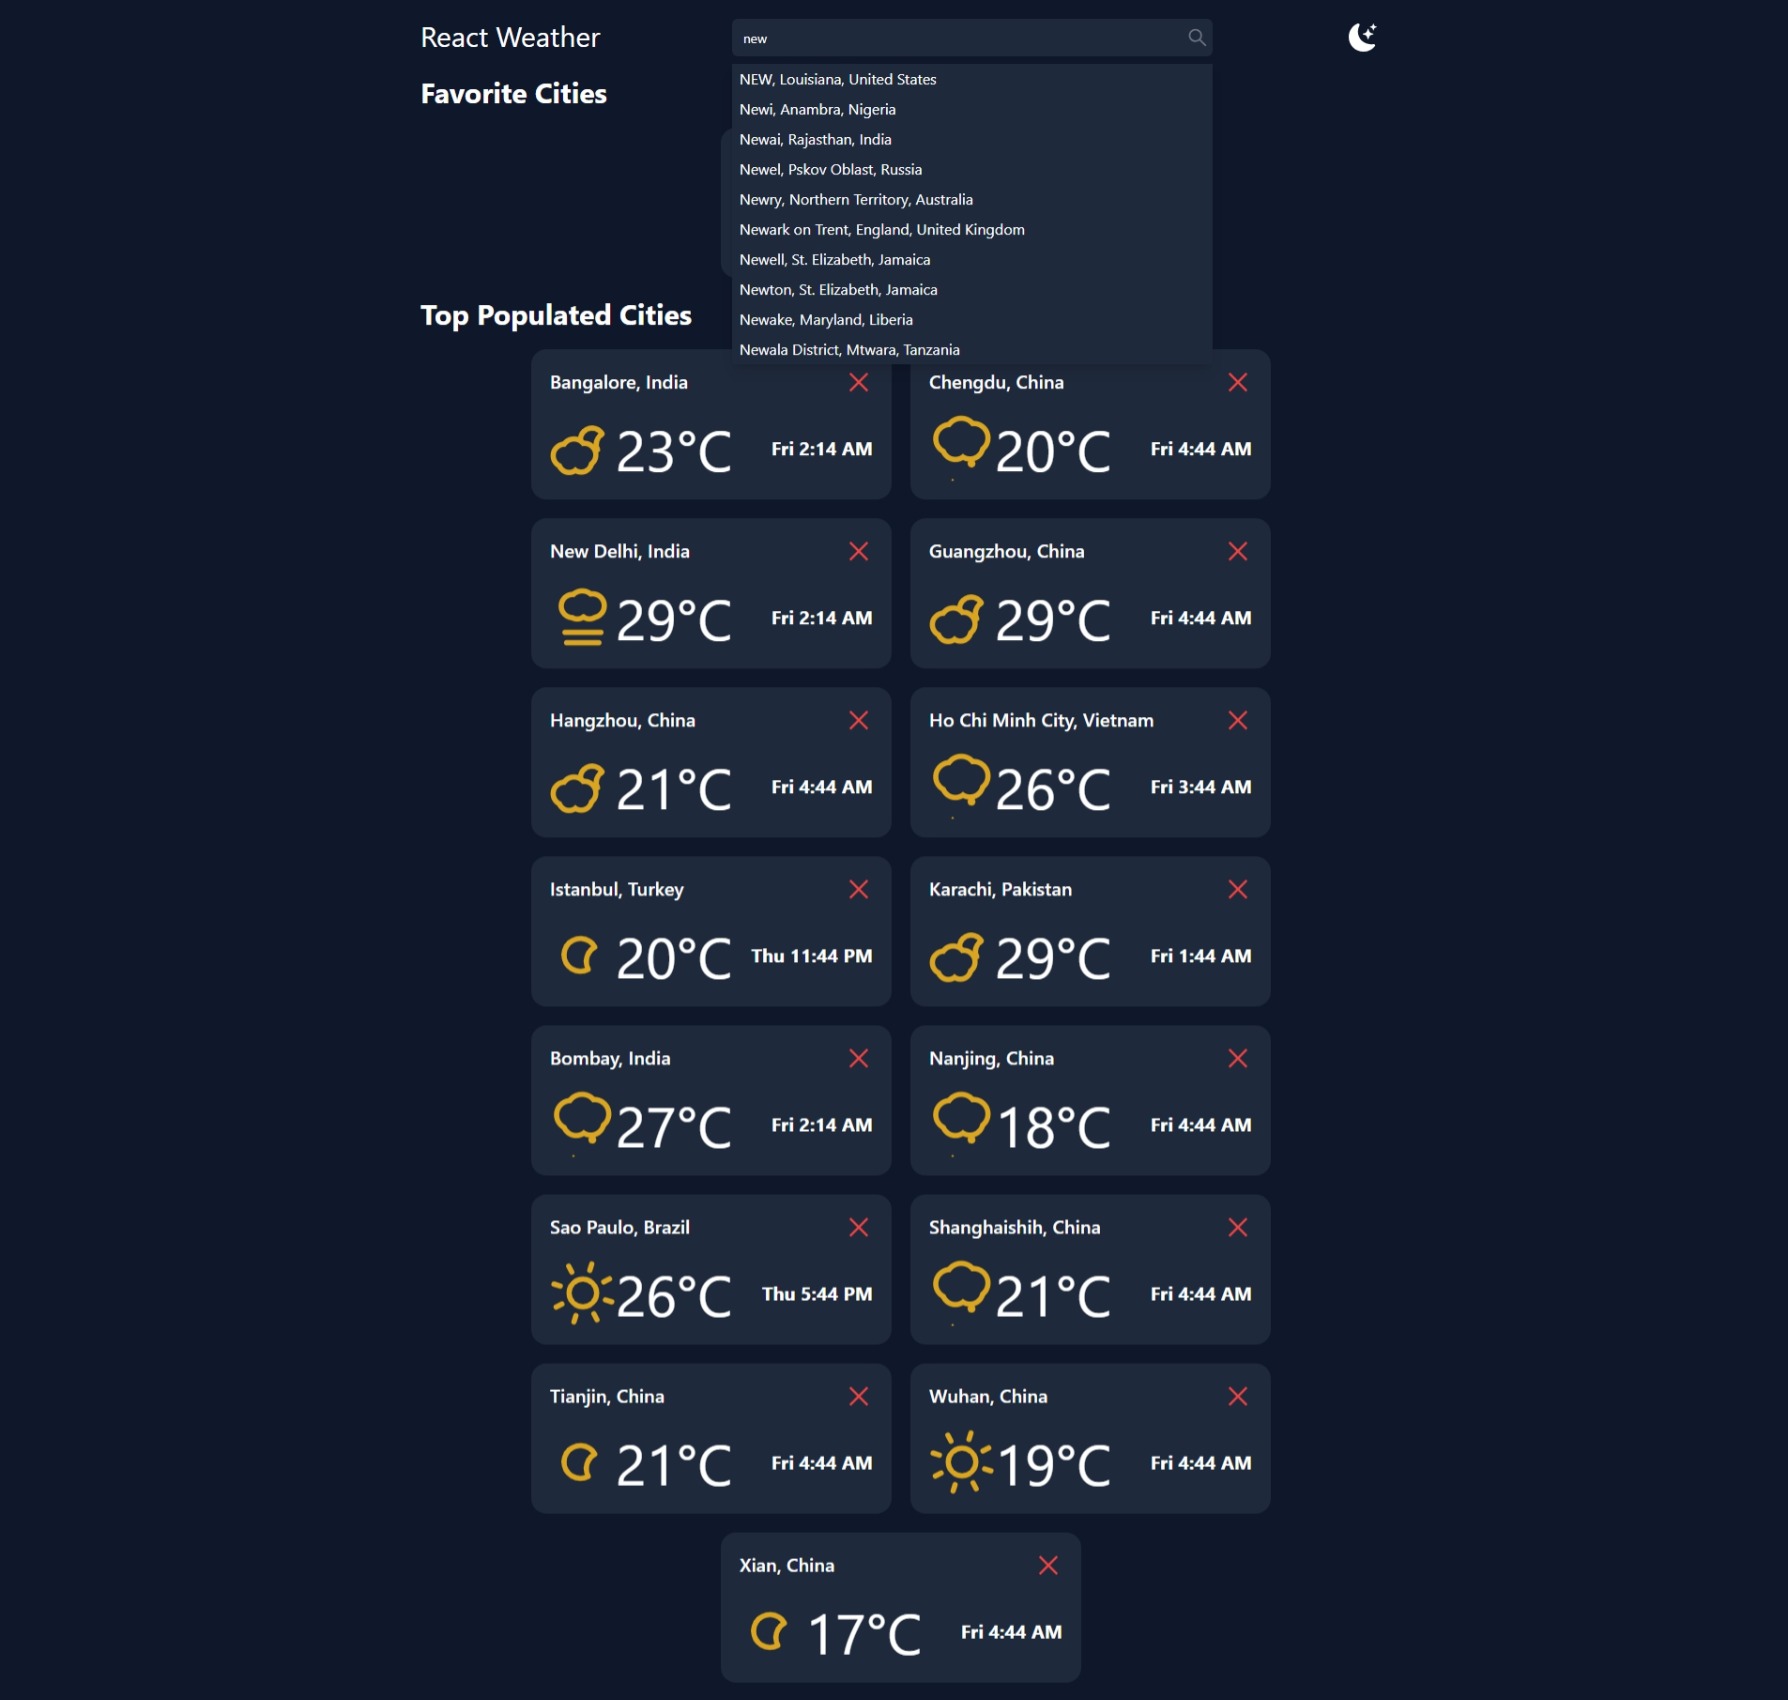 React Weather
new
Favorite Cities
NEW, Louisiana, United States
Newi, Anambra, Nigeria
Newai, Rajasthan, India
Newel, Pskov Oblast, Russia
Newry, Northern Territory, Australia
Newark on Trent, England, United Kingdom
Newell, St. Elizabeth, Jamaica
Newton, St. Elizabeth, Jamaica
Newake, Maryland, Liberia
Newala District, Mtwara, Tanzania
Top Populated Cities
Bangalore, India
23°C
Fri 2:14 AM
Chengdu, China
20°C
Fri 4:44 AM
New Delhi, India
29°C
Fri 2:14 AM
Guangzhou, China
29°C
Fri 4:44 AM
Hangzhou, China
21°C
Fri 4:44 AM
Ho Chi Minh City, Vietnam
26°C
Fri 3:44 AM
Istanbul, Turkey
20°C
Thu 11:44 PM
Karachi, Pakistan
29°C
Fri 1:44 AM
Bombay, India
27°C
Fri 2:14 AM
Nanjing, China
18°C
Fri 4:44 AM
Sao Paulo, Brazil
26°C
Thu 5:44 PM
Shanghaishih, China
21°C
Fri 4:44 AM
Tianjin, China
21°C
Fri 4:44 AM
Wuhan, China
19°C
Fri 4:44 AM
Xian, China
17°C
Fri 4:44 AM